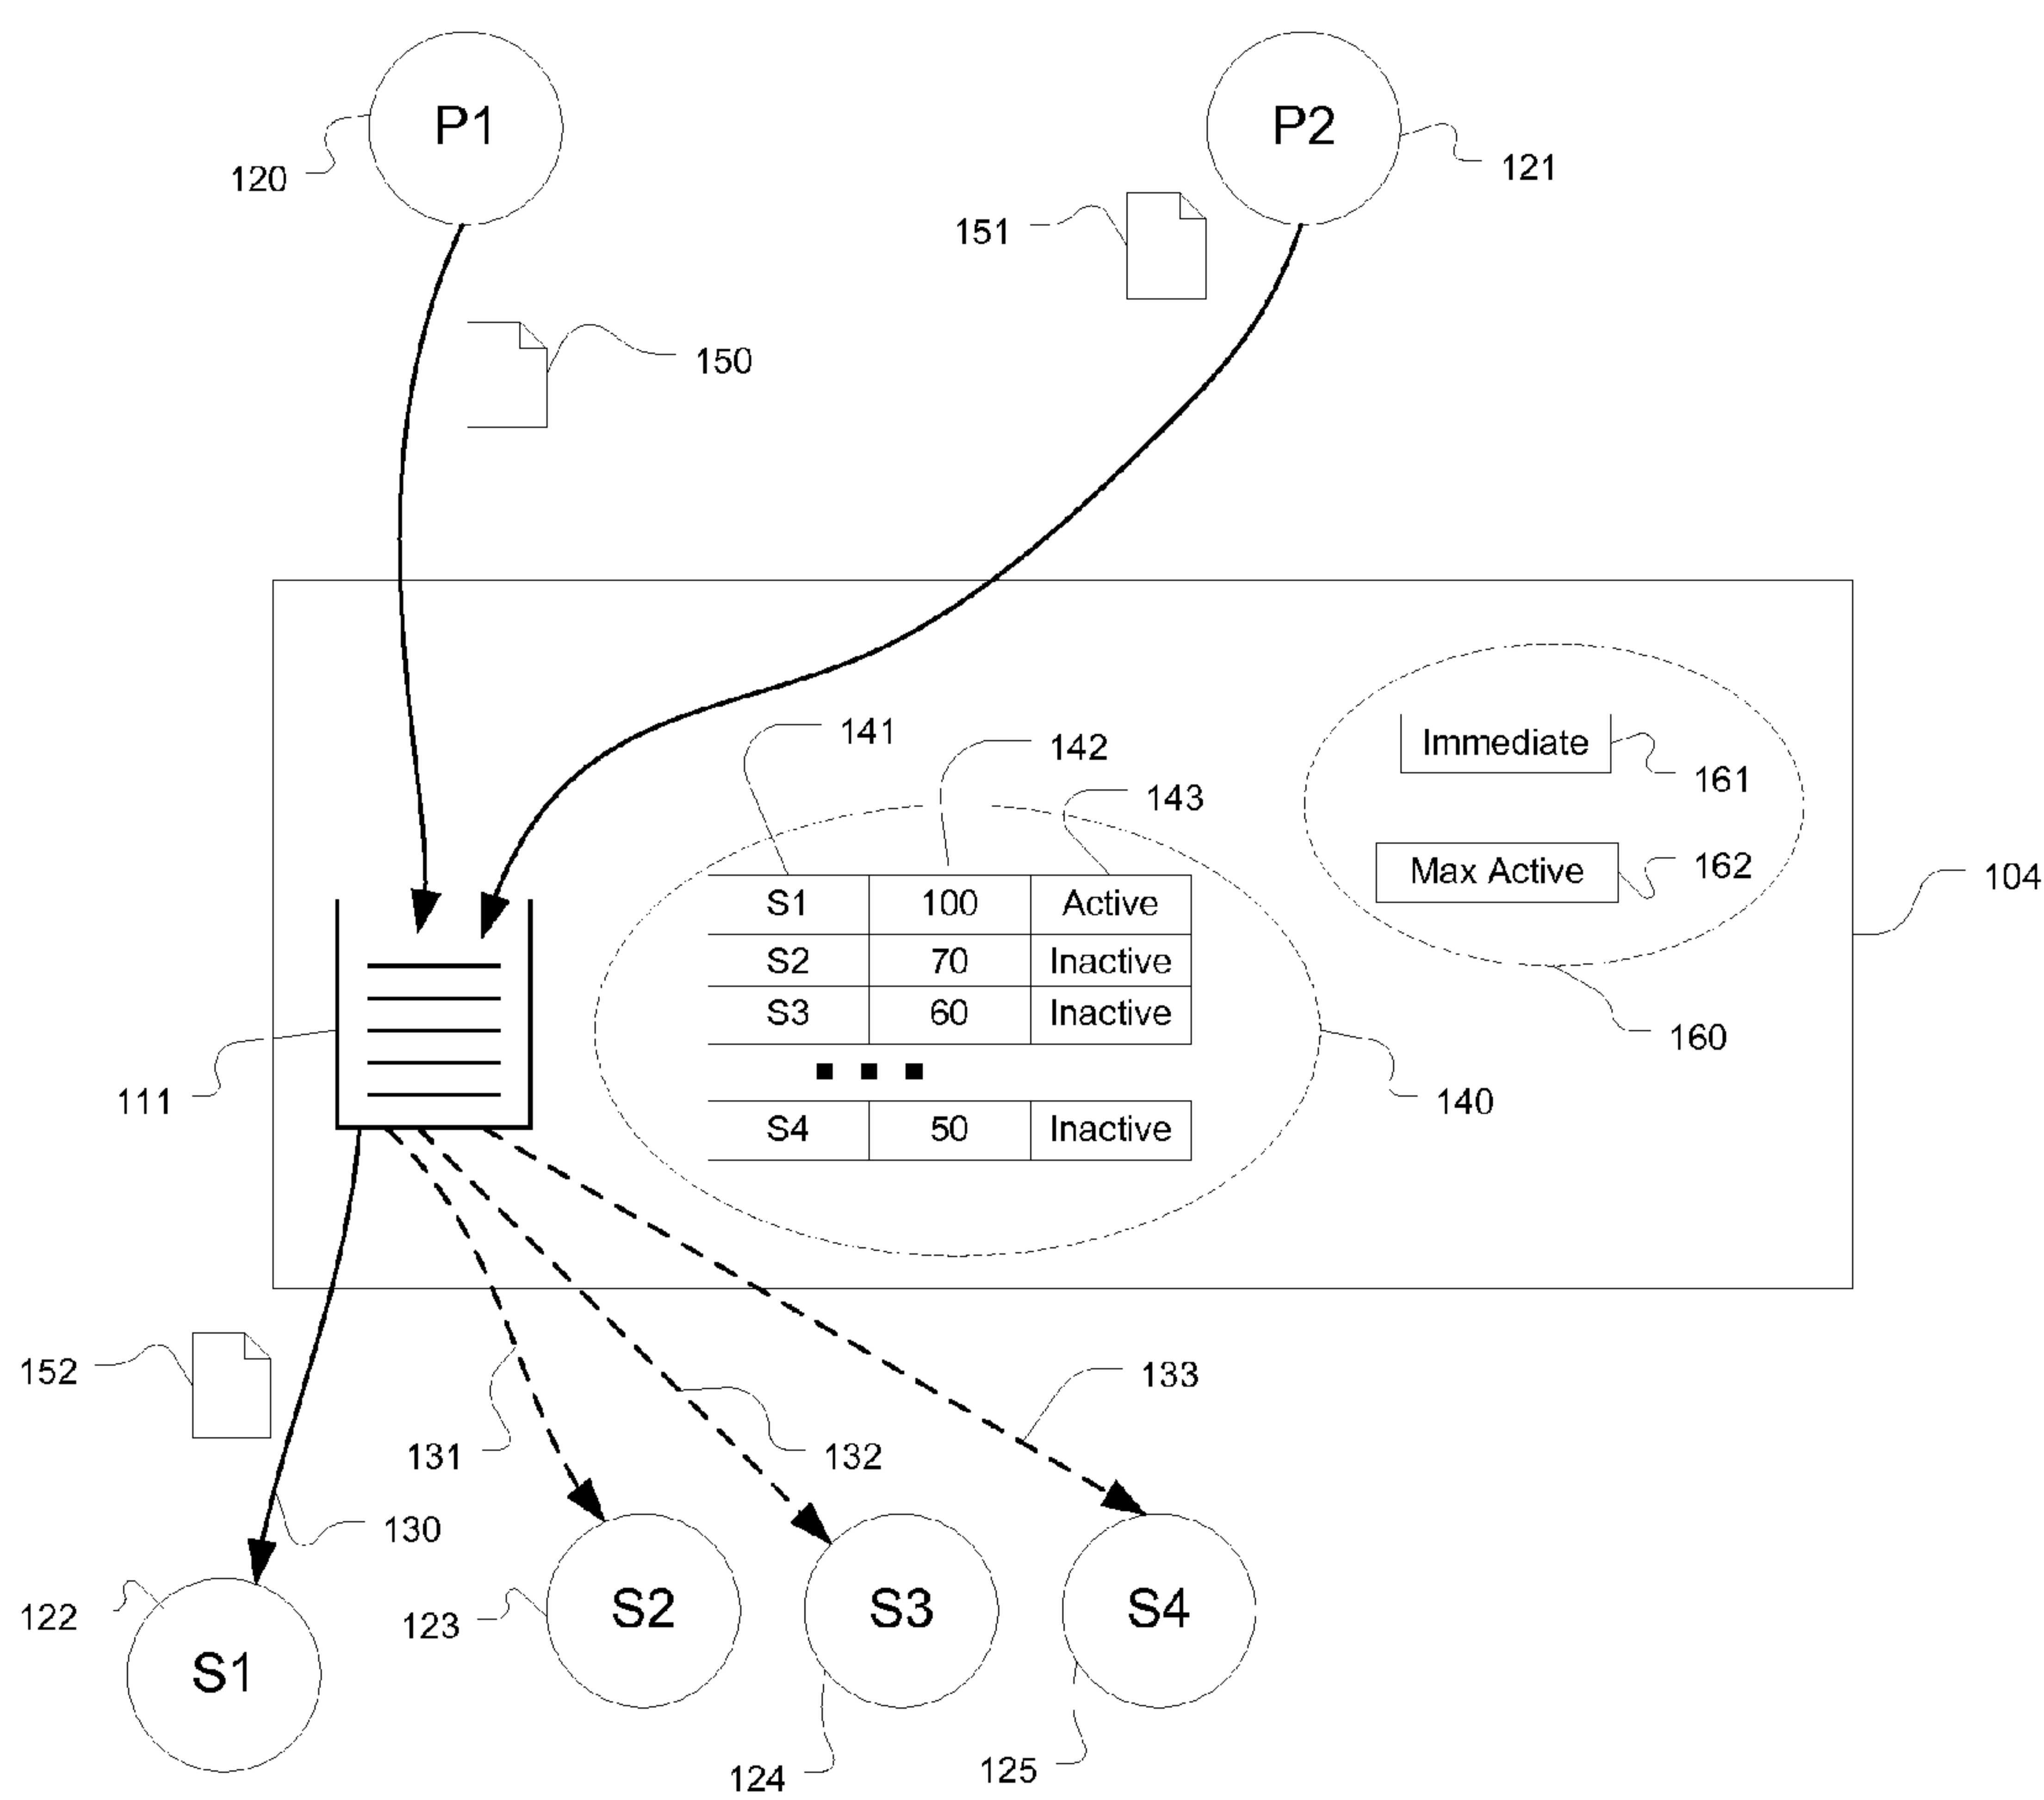 P1
P2
120
121
151
150
141
142
143
Immediate
161
Max Active
162
104
S1 100 Active
S2 70 Inactive
S3 60 Inactive
160
111
140
S4 50 Inactive
152
133
131
132
130
122
123
S1
S2
S3
S4
124
125